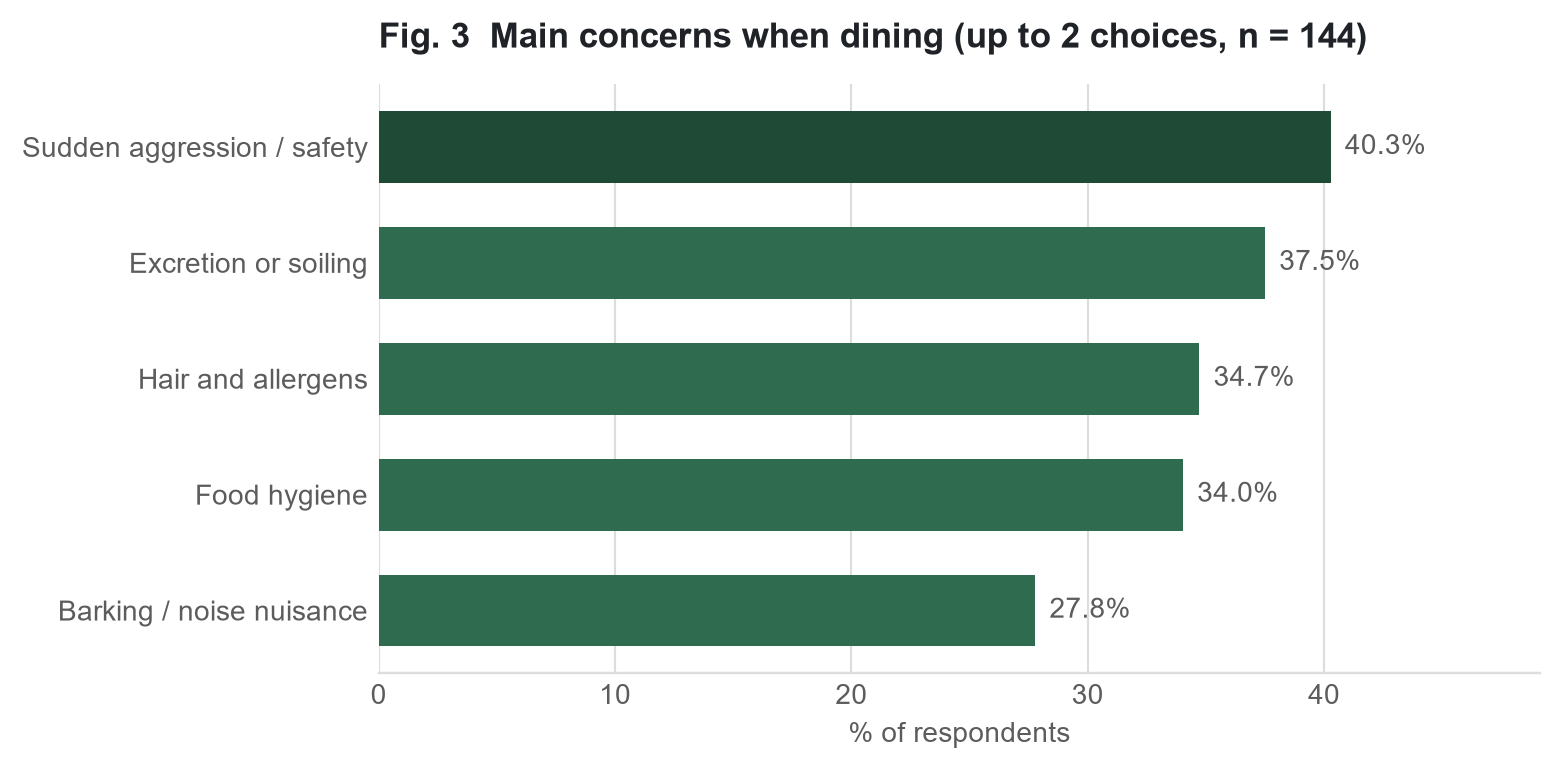 Fig. 3  Main concerns when dining (up to 2 choices, n = 144)
Sudden aggression / safety
40.3%
Excretion or soiling
37.5%
Hair and allergens
34.7%
Food hygiene
34.0%
Barking / noise nuisance
27.8%
0 10 20 30 40
% of respondents